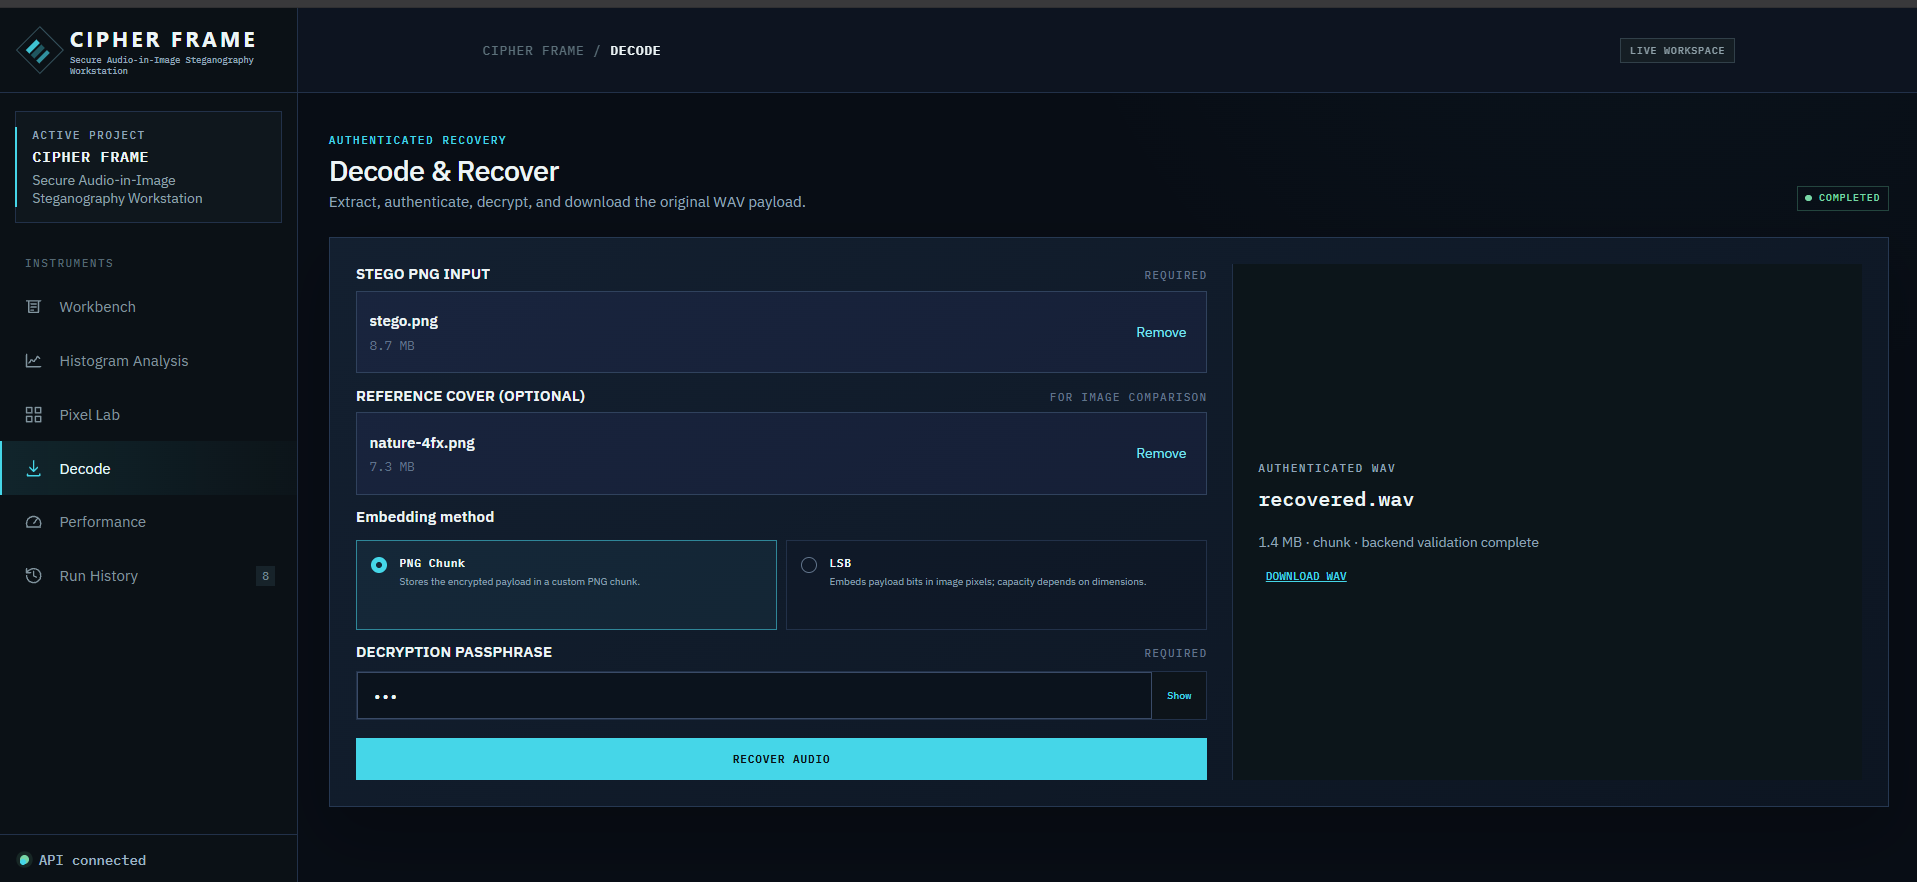 CIPHER FRAME
Secure Audio-in-Image Steganography
Workstation
CIPHER FRAME / DECODE
LIVE WORKSPACE
ACTIVE PROJECT
CIPHER FRAME
Secure Audio-in-Image
Steganography Workstation
INSTRUMENTS
Workbench
Histogram Analysis
Pixel Lab
Decode
Performance
Run History 8
API connected
AUTHENTICATED RECOVERY
Decode & Recover
Extract, authenticate, decrypt, and download the original WAV payload.
COMPLETED
STEGO PNG INPUT REQUIRED
stego.png
8.7 MB
Remove
REFERENCE COVER (OPTIONAL) FOR IMAGE COMPARISON
nature-4fx.png
7.3 MB
Remove
Embedding method
PNG Chunk
Stores the encrypted payload in a custom PNG chunk.
LSB
Embeds payload bits in image pixels; capacity depends on dimensions.
DECRYPTION PASSPHRASE REQUIRED
••• Show
RECOVER AUDIO
AUTHENTICATED WAV
recovered.wav
1.4 MB · chunk · backend validation complete
DOWNLOAD WAV